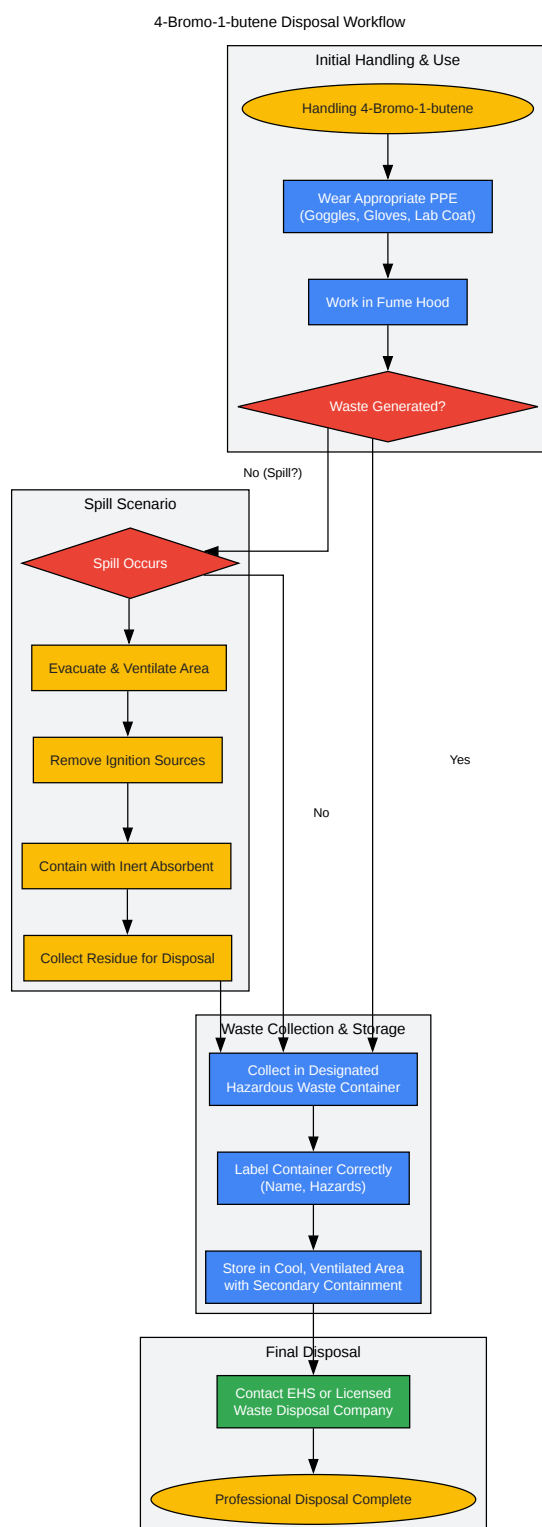 4-Bromo-1-butene Disposal Workflow
Initial Handling & Use
Handling 4-Bromo-1-butene
Wear Appropriate PPE
(Goggles, Gloves, Lab Coat)
Work in Fume Hood
Waste Generated?
No (Spill?)
Spill Scenario
Spill Occurs
Evacuate & Ventilate Area
Remove Ignition Sources
Yes
No
Contain with Inert Absorbent
Collect Residue for Disposal
Waste Collection & Storage
Collect in Designated
Hazardous Waste Container
Label Container Correctly
(Name, Hazards)
Store in Cool, Ventilated Area
with Secondary Containment
Final Disposal
Contact EHS or Licensed
Waste Disposal Company
Professional Disposal Complete